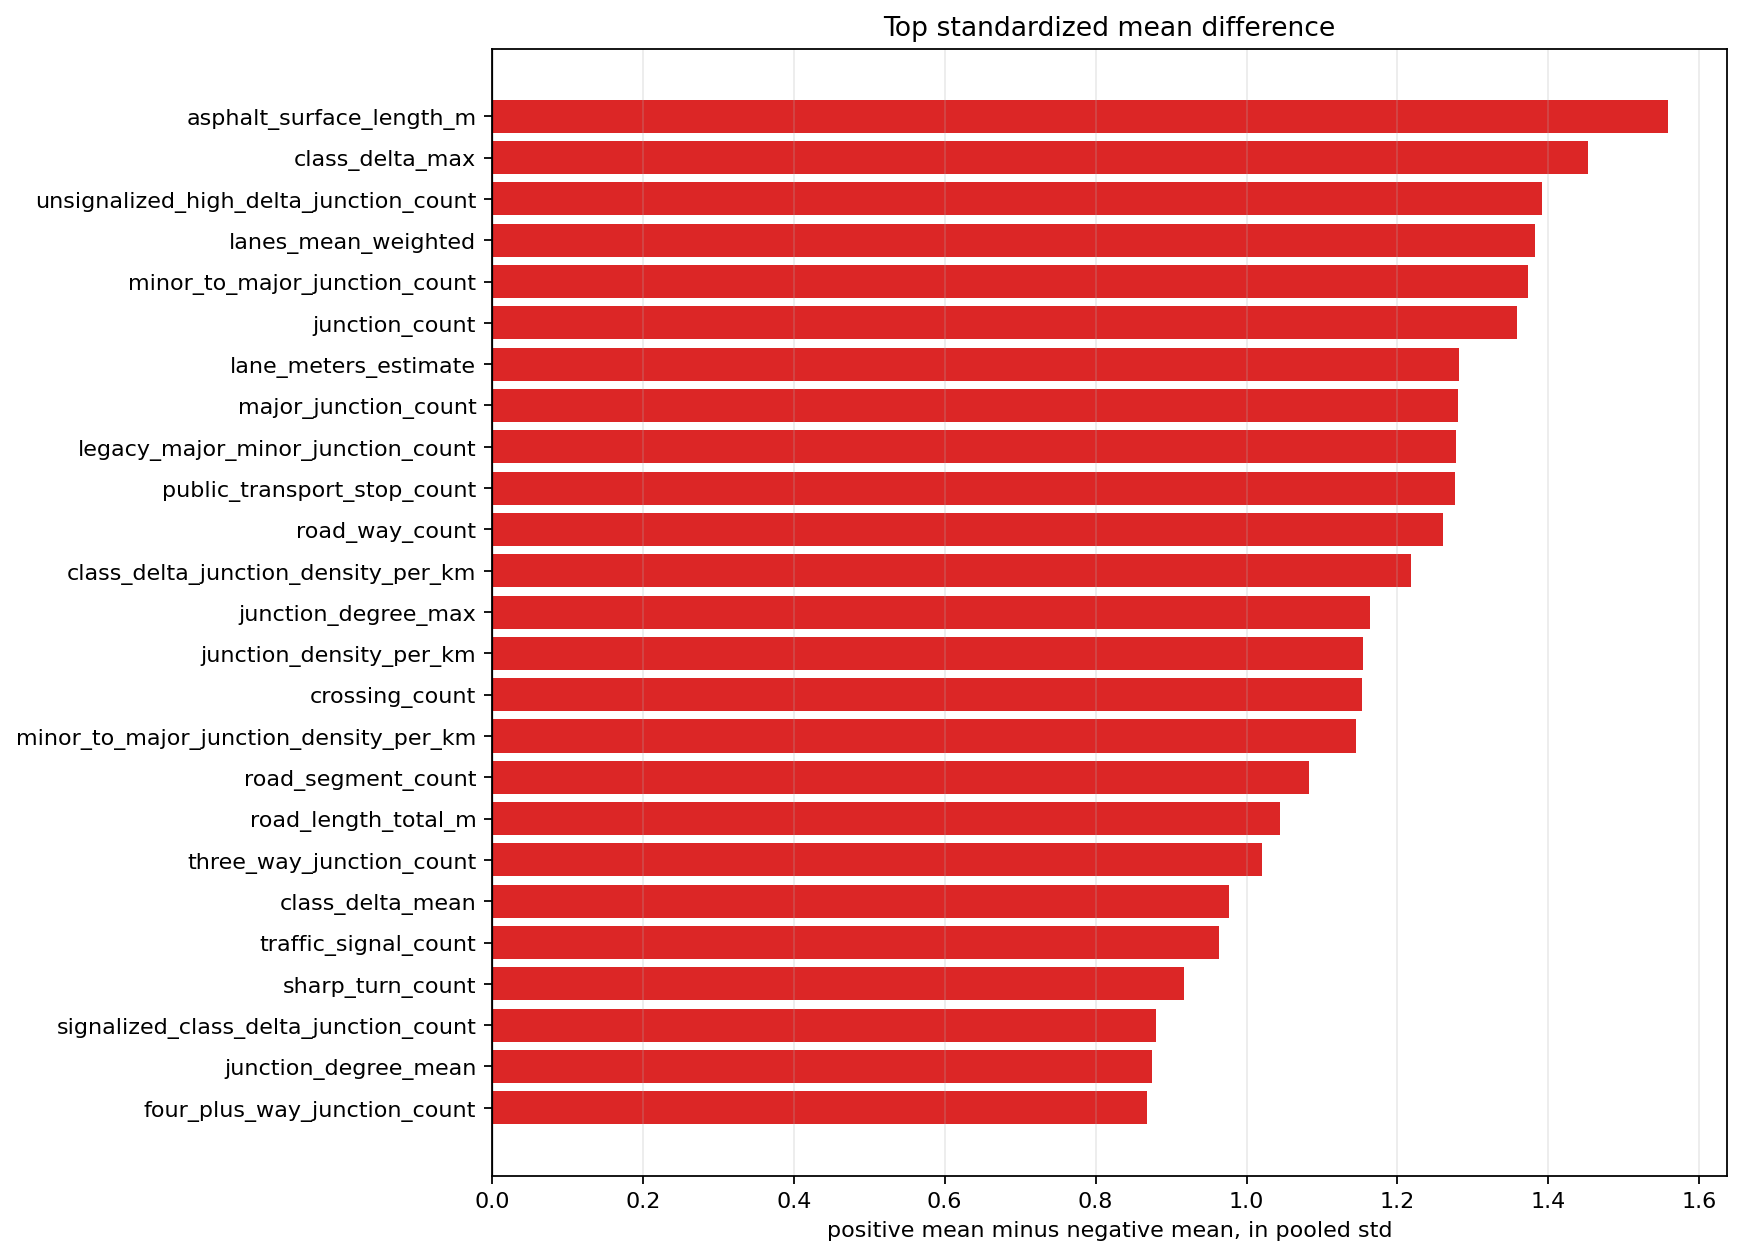 Top standardized mean difference
asphalt_surface_length_m
class_delta_max
unsignalized_high_delta_junction_count
lanes_mean_weighted
minor_to_major_junction_count
junction_count
lane_meters_estimate
major_junction_count
legacy_major_minor_junction_count
public_transport_stop_count
road_way_count
class_delta_junction_density_per_km
junction_degree_max
junction_density_per_km
crossing_count
minor_to_major_junction_density_per_km
road_segment_count
road_length_total_m
three_way_junction_count
class_delta_mean
traffic_signal_count
sharp_turn_count
signalized_class_delta_junction_count
junction_degree_mean
four_plus_way_junction_count
0.0 0.2 0.4 0.6 0.8 1.0 1.2 1.4 1.6
positive mean minus negative mean, in pooled std